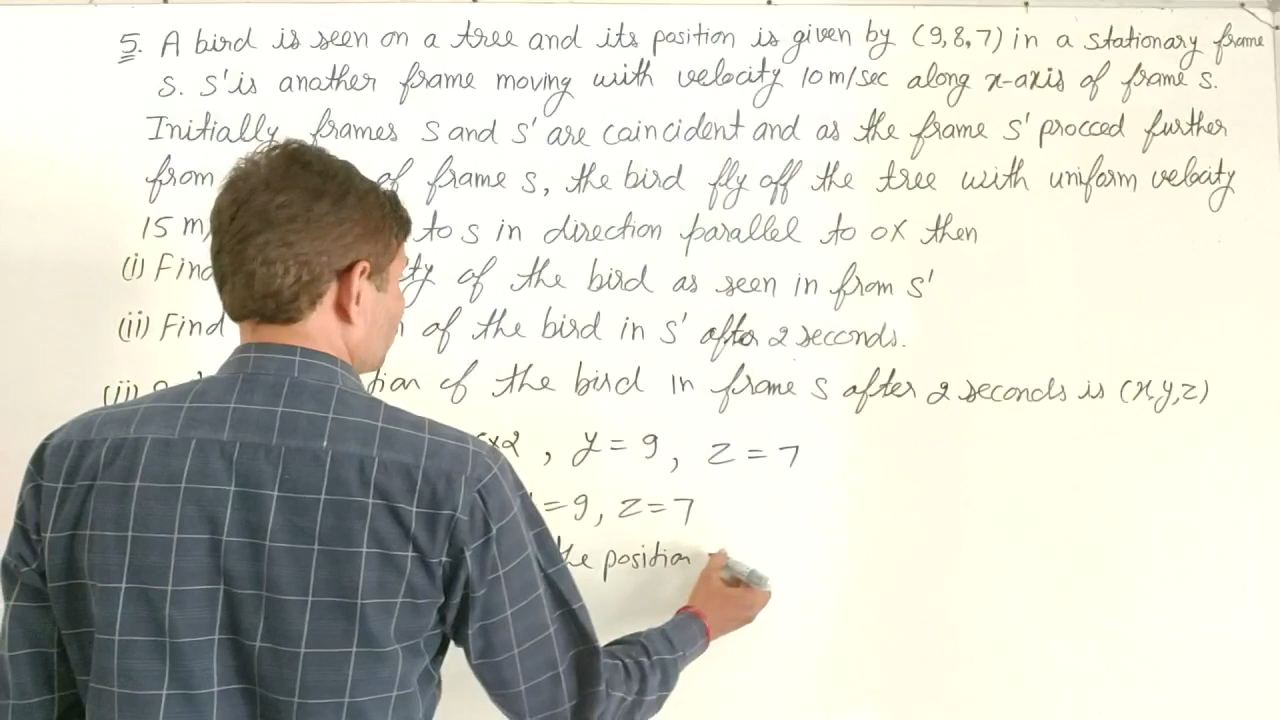 5. A bird is seen on a tree and its position is given by (9,8,7) in a stationary frame
S. S' is another frame moving with velocity 10 m/sec along x-axis of frame S.
Initially frames S and S' are coincident and as the frame S' procced further
from of frame S, the bird fly off the tree with uniform velocity
15 m/ to S in direction parallel to OX then
(i) Find ty of the bird as seen in from S'
(ii) Find of the bird in S' after 2 seconds.
(ii) tion of the bird in frame S after 2 seconds is (x,y,z)
x2 , y = 9, z = 7
= 9, z = 7
the position